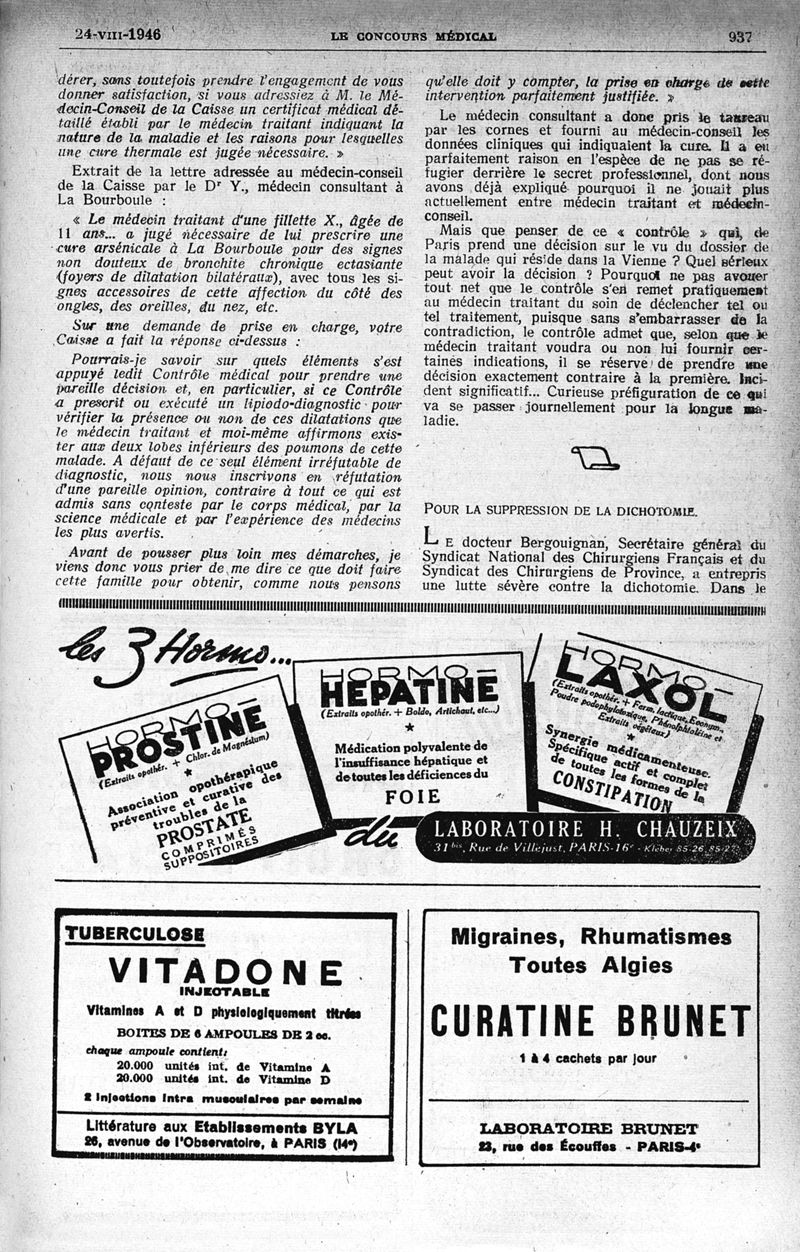 24-VIII-1946
LE CONCOURS MÉDICAL
937
dérer, sans toutefois prendre l'engagement de vous
donner satisfaction, si vous adressiez à M. le Mé-
decin-Conseil de la Caisse un certificat médical dé-
taillé établi par le médecin traitant indiquant la
nature de la maladie et les raisons pour lesquelles
une cure thermale est jugée nécessaire. »
Extrait de la lettre adressée au médecin-conseil
de la Caisse par le Dr Y., médecin consultant à
La Bourboule :
« Le médecin traitant d'une fillette X., âgée de
11 ans... a jugé nécessaire de lui prescrire une
cure arsénicale à La Bourboule pour des signes
non douteux de bronchite chronique ectasiante
(foyers de dilatation bilatéraux), avec tous les si-
gnes accessoires de cette affection du côté des
ongles, des oreilles, du nez, etc.
Sur une demande de prise en charge, votre
Caisse a fait la réponse ci-dessus :
Pourrais-je savoir sur quels éléments s'est
appuyé ledit Contrôle médical pour prendre une
pareille décision et, en particulier, si ce Contrôle
a prescrit ou exécuté un lipiodo-diagnostic pour
vérifier la présence ou non de ces dilatations que
le médecin traitant et moi-même affirmons exis-
ter aux deux lobes inférieurs des poumons de cette
malade. A défaut de ce seul élément irréfutable de
diagnostic, nous nous inscrivons en réfutation
d'une pareille opinion, contraire à tout ce qui est
admis sans conteste par le corps médical, par la
science médicale et par l'expérience des médecins
les plus avertis.
Avant de pousser plus loin mes démarches, je
viens donc vous prier de me dire ce que doit faire
cette famille pour obtenir, comme nous pensons
qu'elle doit y compter, la prise en charge de cette
intervention parfaitement justifiée. »
Le médecin consultant a donc pris le taureau
par les cornes et fourni au médecin-conseil les
données cliniques qui indiquaient la cure. Il a eu
parfaitement raison en l'espèce de ne pas se ré-
fugier derrière le secret professionnel, dont nous
avons déjà expliqué pourquoi il ne jouait plus
actuellement entre médecin traitant et médecin-
conseil.
Mais que penser de ce « contrôle » qui, de
Paris prend une décision sur le vu du dossier de
la malade qui réside dans la Vienne ? Quel sérieux
peut avoir la décision ? Pourquoi ne pas avouer
tout net que le contrôle s'en remet pratiquement
au médecin traitant du soin de déclencher tel ou
tel traitement, puisque sans s'embarrasser de la
contradiction, le contrôle admet que, selon que le
médecin traitant voudra ou non lui fournir cer-
taines indications, il se réserve de prendre une
décision exactement contraire à la première. Inci-
dent significatif... Curieuse préfiguration de ce qui
va se passer journellement pour la longue ma-
ladie.
POUR LA SUPPRESSION DE LA DICHOTOMIE.
LE docteur Bergouignan, Secrétaire général du
Syndicat National des Chirurgiens Français et du
Syndicat des Chirurgiens de Province, a entrepris
une lutte sévère contre la dichotomie. Dans le
les 3 Hormo...
HORMO-
PROSTINE
(Extraits opothér. + Chlor. de Magnésium)
★
Association opothérapique
préventive et curative des
troubles de la
PROSTATE
COMPRIMÉS
SUPPOSITOIRES
HORMO-
HÉPATINE
(Extraits opothér. + Boldo, Artichaut, etc...)
★
Médication polyvalente de
l'insuffisance hépatique et
de toutes les déficiences du
FOIE
HORMO-
LAXOL
(Extraits opothér. + Ferm. lactique, Evonym.,
Poudre podophylotoxique, Phénolphtaléine et
Extraits végétaux)
★
Synergie médicamenteuse.
Spécifique actif et complet
de toutes les formes de la
CONSTIPATION
du
LABORATOIRE H. CHAUZEIX
31 bis, Rue de Villejust, PARIS-16e - Kléber 85-26, 85-27
TUBERCULOSE
VITADONE
INJECTABLE
Vitamines A et D physiologiquement titrées
BOITES DE 6 AMPOULES DE 2 cc.
chaque ampoule contient:
20.000 unités int. de Vitamine A
20.000 unités int. de Vitamine D
2 Injections Intra musculaires par semaine
Littérature aux Etablissements BYLA
26, avenue de l'Observatoire, à PARIS (14e)
Migraines, Rhumatismes
Toutes Algies
CURATINE BRUNET
1 à 4 cachets par jour
LABORATOIRE BRUNET
23, rue des Écouffes - PARIS-4e